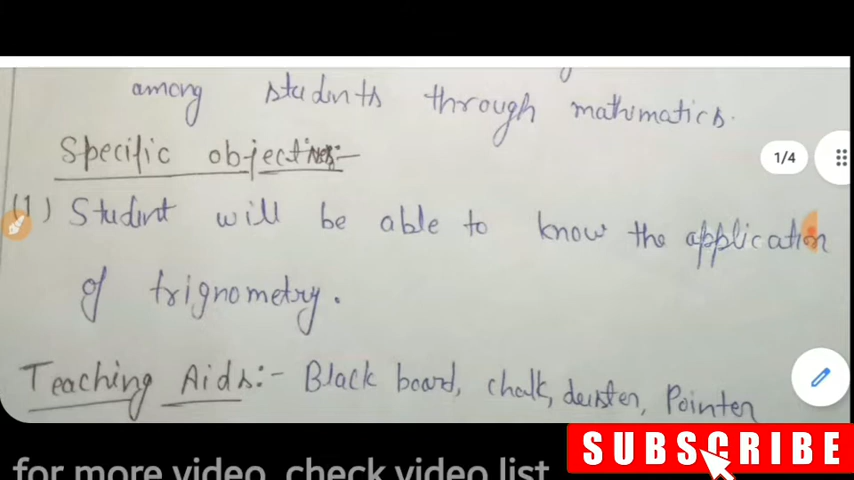 among students through mathematics.
Specific objectives:-
(1) Student will be able to know the application
of trignometry.
Teaching Aids:- Black board, chalk, duster, Pointer
1/4
SUBSCRIBE
for more video, check video list